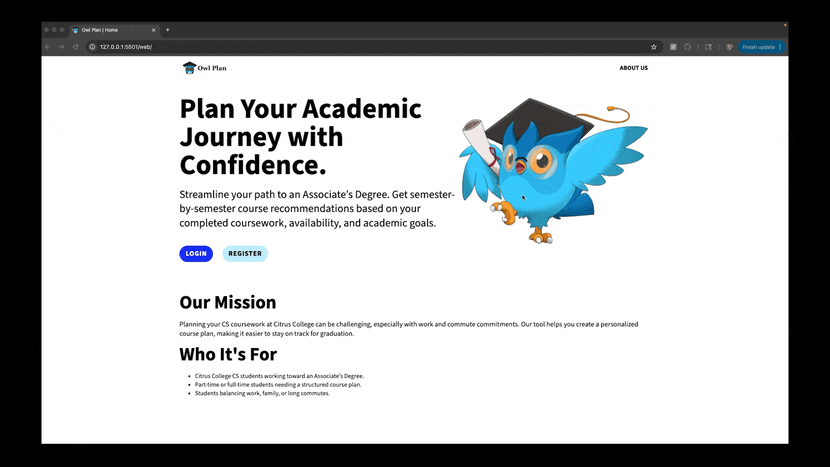 Owl Plan | Home
127.0.0.1:5501/web/
Finish update
Owl Plan
ABOUT US
Plan Your Academic
Journey with
Confidence.
Streamline your path to an Associate's Degree. Get semester-
by-semester course recommendations based on your
completed coursework, availability, and academic goals.
LOGIN
REGISTER
Our Mission
Planning your CS coursework at Citrus College can be challenging, especially with work and commute commitments. Our tool helps you create a personalized
course plan, making it easier to stay on track for graduation.
Who It's For
Citrus College CS students working toward an Associate's Degree.
Part-time or full-time students needing a structured course plan.
Students balancing work, family, or long commutes.